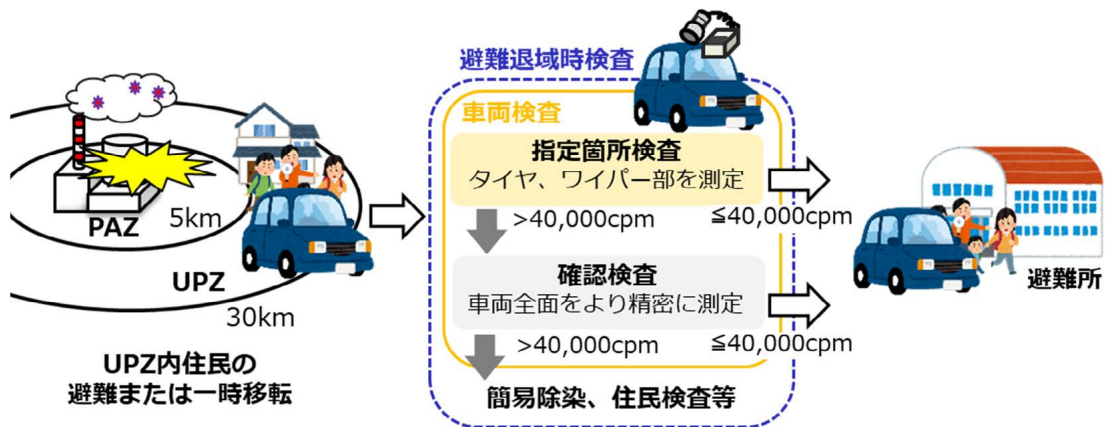 避難退域時検査
車両検査
指定箇所検査
タイヤ、ワイパー部を測定
>40,000cpm
≦40,000cpm
確認検査
車両全面をより精密に測定
>40,000cpm
≦40,000cpm
簡易除染、住民検査等
PAZ
5km
UPZ
30km
UPZ内住民の
避難または一時移転
避難所